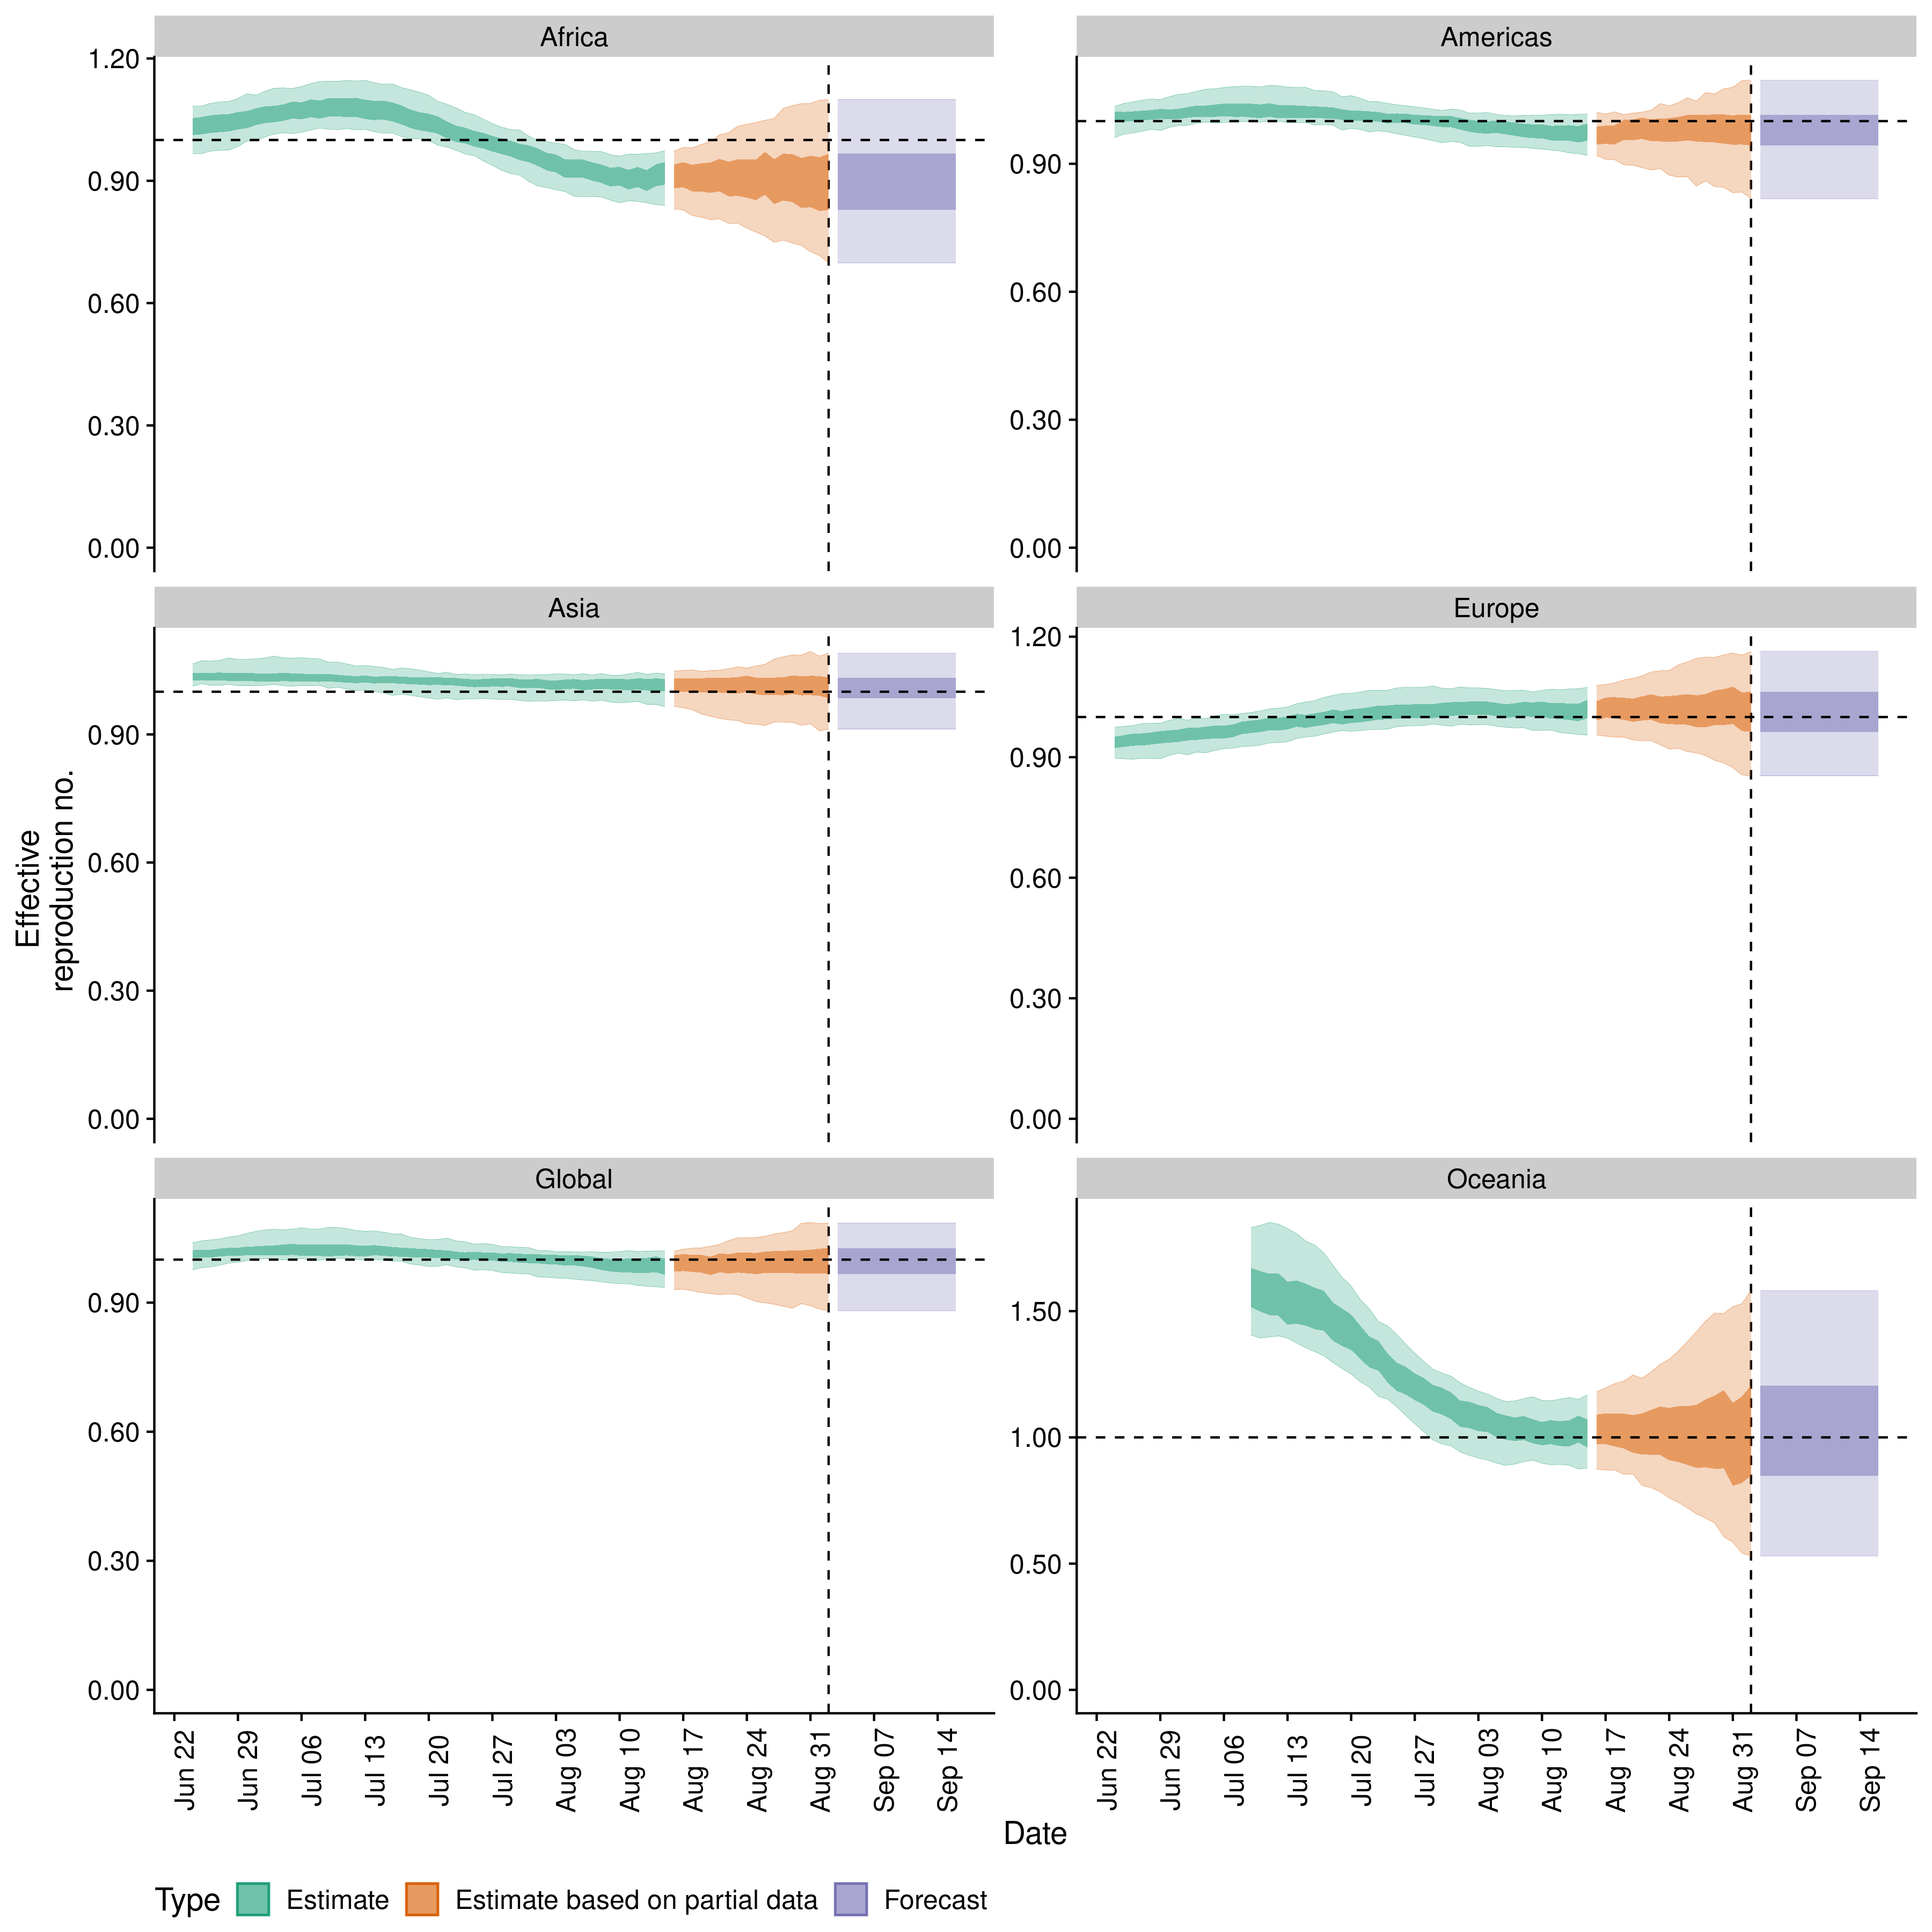 Africa
Americas
1.20
0.90
0.60
0.30
0.00
0.90
0.60
0.30
0.00
Asia
Europe
0.90
0.60
0.30
0.00
1.20
0.90
0.60
0.30
0.00
Effective
reproduction no.
Global
Oceania
0.90
0.60
0.30
0.00
1.50
1.00
0.50
0.00
Jun 22
Jun 29
Jul 06
Jul 13
Jul 20
Jul 27
Aug 03
Aug 10
Aug 17
Aug 24
Aug 31
Sep 07
Sep 14
Jun 22
Jun 29
Jul 06
Jul 13
Jul 20
Jul 27
Aug 03
Aug 10
Aug 17
Aug 24
Aug 31
Sep 07
Sep 14
Date
Type Estimate Estimate based on partial data Forecast